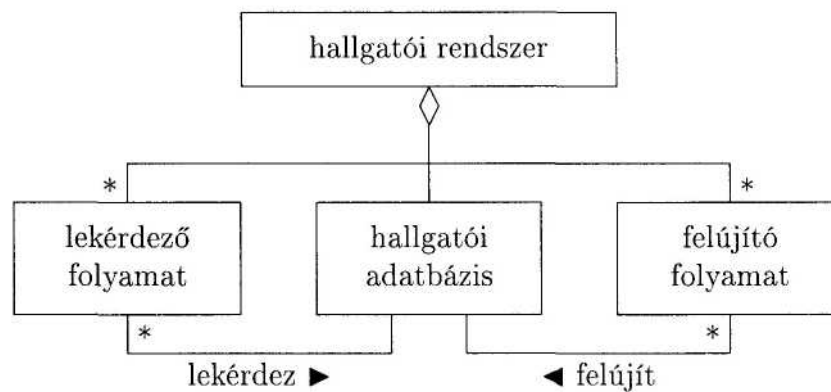 hallgatói rendszer
*
*
lekérdező
folyamat
hallgatói
adatbázis
felújító
folyamat
*
*
lekérdez ►
◄ felújít